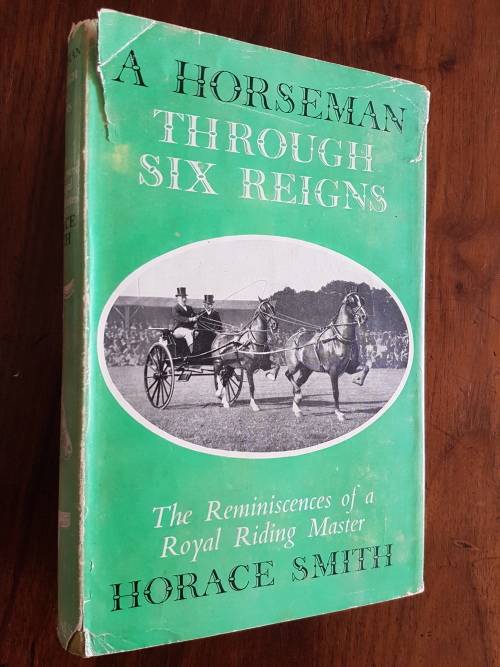 A HORSEMAN
THROUGH
SIX REIGNS
The Reminiscences of a
Royal Riding Master
HORACE SMITH